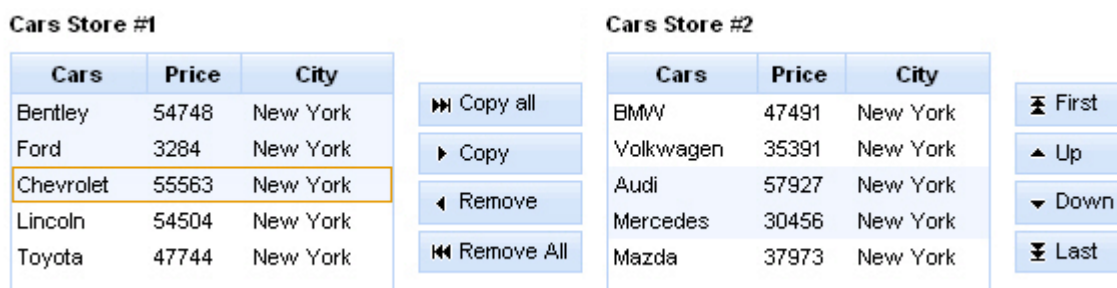 Cars Store #1
Cars Price City
Bentley 54748 New York
Ford 3284 New York
Chevrolet 55563 New York
Lincoln 54504 New York
Toyota 47744 New York
Copy all
Copy
Remove
Remove All
Cars Store #2
Cars Price City
BMW 47491 New York
Volkwagen 35391 New York
Audi 57927 New York
Mercedes 30456 New York
Mazda 37973 New York
First
Up
Down
Last